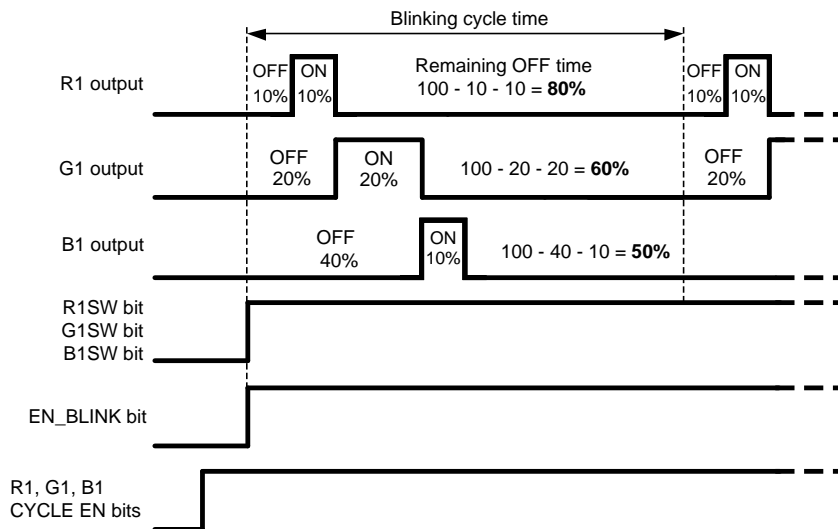 Blinking cycle time
R1 output
OFF
10%
ON
10%
Remaining OFF time
100 - 10 - 10 = 80%
OFF
10%
ON
10%
G1 output
OFF
20%
ON
20%
100 - 20 - 20 = 60%
OFF
20%
B1 output
OFF
40%
ON
10%
100 - 40 - 10 = 50%
R1SW bit
G1SW bit
B1SW bit
EN_BLINK bit
R1, G1, B1
CYCLE EN bits